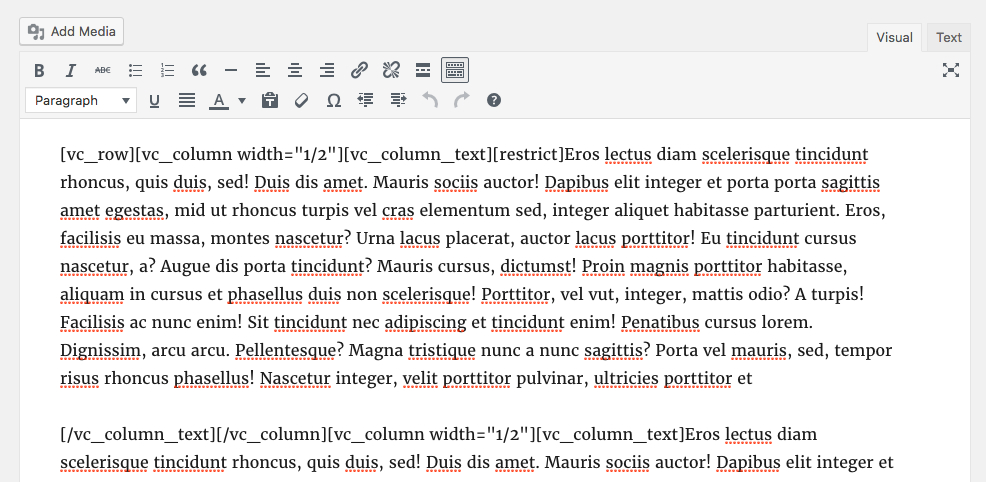 Add Media
Visual Text
B I ABC
Paragraph U A Ω ?
[vc_row][vc_column width="1/2"][vc_column_text][restrict]Eros lectus diam scelerisque tincidunt
rhoncus, quis duis, sed! Duis dis amet. Mauris sociis auctor! Dapibus elit integer et porta porta sagittis
amet egestas, mid ut rhoncus turpis vel cras elementum sed, integer aliquet habitasse parturient. Eros,
facilisis eu massa, montes nascetur? Urna lacus placerat, auctor lacus porttitor! Eu tincidunt cursus
nascetur, a? Augue dis porta tincidunt? Mauris cursus, dictumst! Proin magnis porttitor habitasse,
aliquam in cursus et phasellus duis non scelerisque! Porttitor, vel vut, integer, mattis odio? A turpis!
Facilisis ac nunc enim! Sit tincidunt nec adipiscing et tincidunt enim! Penatibus cursus lorem.
Dignissim, arcu arcu. Pellentesque? Magna tristique nunc a nunc sagittis? Porta vel mauris, sed, tempor
risus rhoncus phasellus! Nascetur integer, velit porttitor pulvinar, ultricies porttitor et
[/vc_column_text][/vc_column][vc_column width="1/2"][vc_column_text]Eros lectus diam
scelerisque tincidunt rhoncus, quis duis, sed! Duis dis amet. Mauris sociis auctor! Dapibus elit integer et